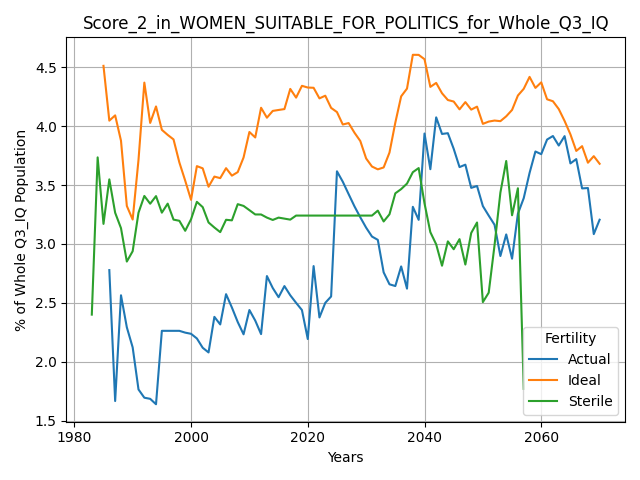 Score_2_in_WOMEN_SUITABLE_FOR_POLITICS_for_Whole_Q3_IQ
% of Whole Q3_IQ Population
4.5
4.0
3.5
3.0
2.5
2.0
1.5
Fertility
Actual
Ideal
Sterile
1980
2000
2020
2040
2060
Years